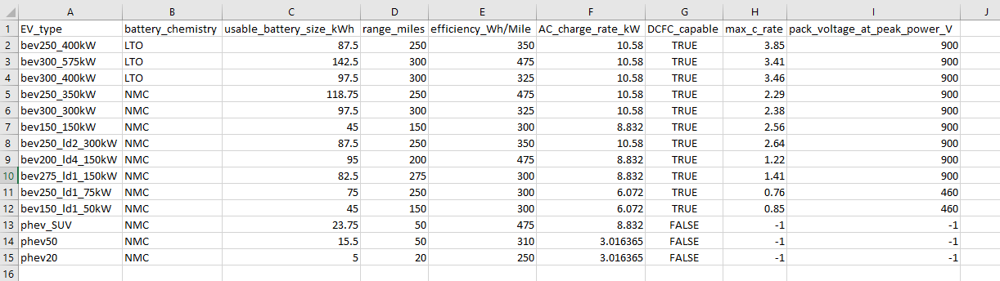 A B C D E F G H I J
1 EV_type battery_chemistry usable_battery_size_kWh range_miles efficiency_Wh/Mile AC_charge_rate_kW DCFC_capable max_c_rate pack_voltage_at_peak_power_V
2 bev250_400kW LTO 87.5 250 350 10.58 TRUE 3.85 900
3 bev300_575kW LTO 142.5 300 475 10.58 TRUE 3.41 900
4 bev300_400kW LTO 97.5 300 325 10.58 TRUE 3.46 900
5 bev250_350kW NMC 118.75 250 475 10.58 TRUE 2.29 900
6 bev300_300kW NMC 97.5 300 325 10.58 TRUE 2.38 900
7 bev150_150kW NMC 45 150 300 8.832 TRUE 2.56 900
8 bev250_ld2_300kW NMC 87.5 250 350 10.58 TRUE 2.64 900
9 bev200_ld4_150kW NMC 95 200 475 8.832 TRUE 1.22 900
10 bev275_ld1_150kW NMC 82.5 275 300 8.832 TRUE 1.41 900
11 bev250_ld1_75kW NMC 75 250 300 6.072 TRUE 0.76 460
12 bev150_ld1_50kW NMC 45 150 300 6.072 TRUE 0.85 460
13 phev_SUV NMC 23.75 50 475 8.832 FALSE -1 -1
14 phev50 NMC 15.5 50 310 3.016365 FALSE -1 -1
15 phev20 NMC 5 20 250 3.016365 FALSE -1 -1
16